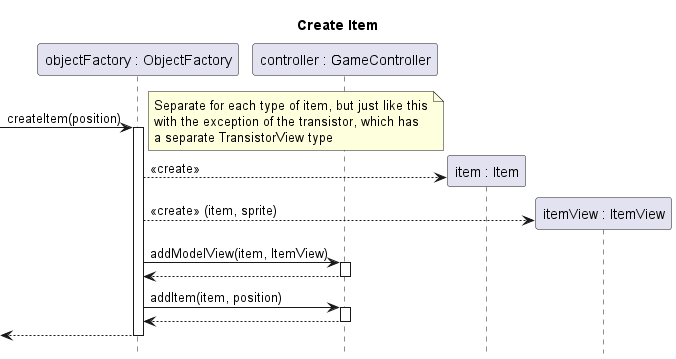 Create Item
objectFactory : ObjectFactory
controller : GameController
Separate for each type of item, but just like this
with the exception of the transistor, which has
a separate TransistorView type
createItem(position)
«create»
item : Item
«create» (item, sprite)
itemView : ItemView
addModelView(item, ItemView)
addItem(item, position)